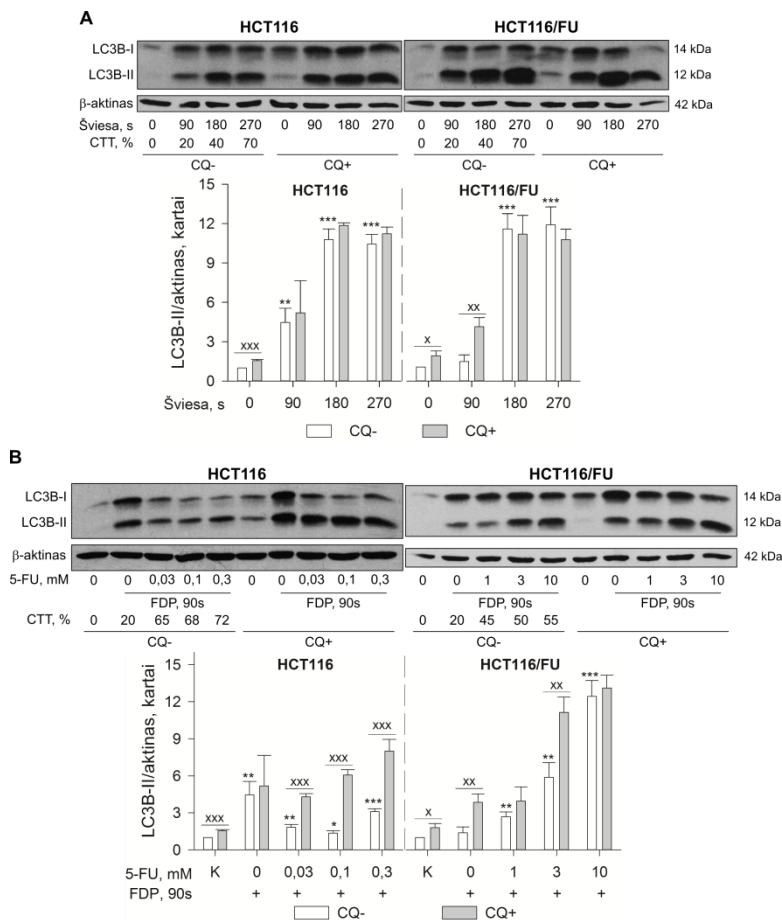 A
HCT116 HCT116/FU
LC3B-I 14 kDa
LC3B-II 12 kDa
β-aktinas 42 kDa
Šviesa, s 0 90 180 270 0 90 180 270 0 90 180 270 0 90 180 270
CTT, % 0 20 40 70 0 20 40 70
CQ- CQ+ CQ- CQ+
HCT116 HCT116/FU
LC3B-II/aktinas, kartai
15
12
9
6
3
0
xxx ** *** *** x xx *** ***
Šviesa, s 0 90 180 270 0 90 180 270
CQ- CQ+
B
HCT116 HCT116/FU
LC3B-I 14 kDa
LC3B-II 12 kDa
β-aktinas 42 kDa
5-FU, mM 0 0 0,03 0,1 0,3 0 0 0,03 0,1 0,3 0 0 1 3 10 0 0 1 3 10
FDP, 90s FDP, 90s FDP, 90s FDP, 90s
CTT, % 0 20 65 68 72 0 20 45 50 55
CQ- CQ+ CQ- CQ+
HCT116 HCT116/FU
LC3B-II/aktinas, kartai
15
12
9
6
3
0
xxx ** xxx ** xxx * xxx *** x xx ** xx ** ***
5-FU, mM K 0 0,03 0,1 0,3 K 0 1 3 10
FDP, 90s + + + + + + + +
CQ- CQ+